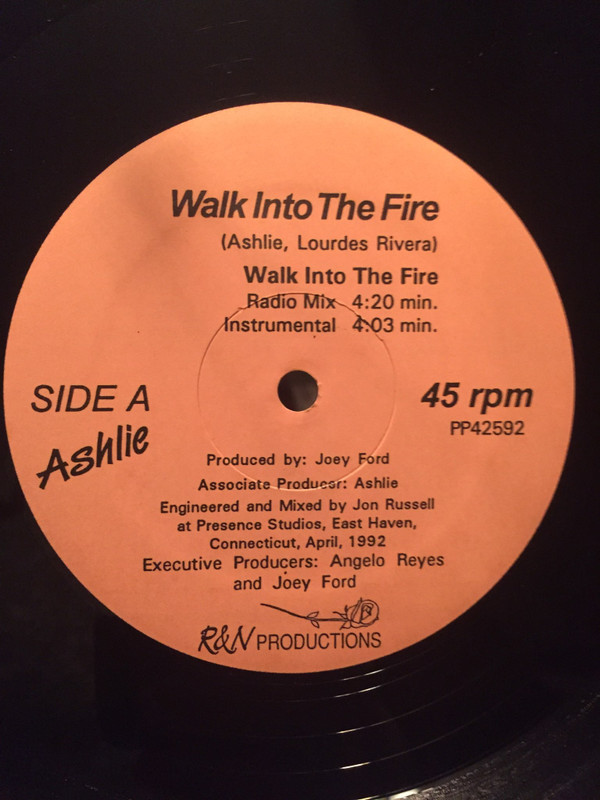 Walk Into The Fire
(Ashlie, Lourdes Rivera)
Walk Into The Fire
Radio Mix 4:20 min.
Instrumental 4:03 min.
SIDE A
Ashlie
45 rpm
PP42592
Produced by: Joey Ford
Associate Producer: Ashlie
Engineered and Mixed by Jon Russell
at Presence Studios, East Haven,
Connecticut, April, 1992
Executive Producers: Angelo Reyes
and Joey Ford
R&N PRODUCTIONS